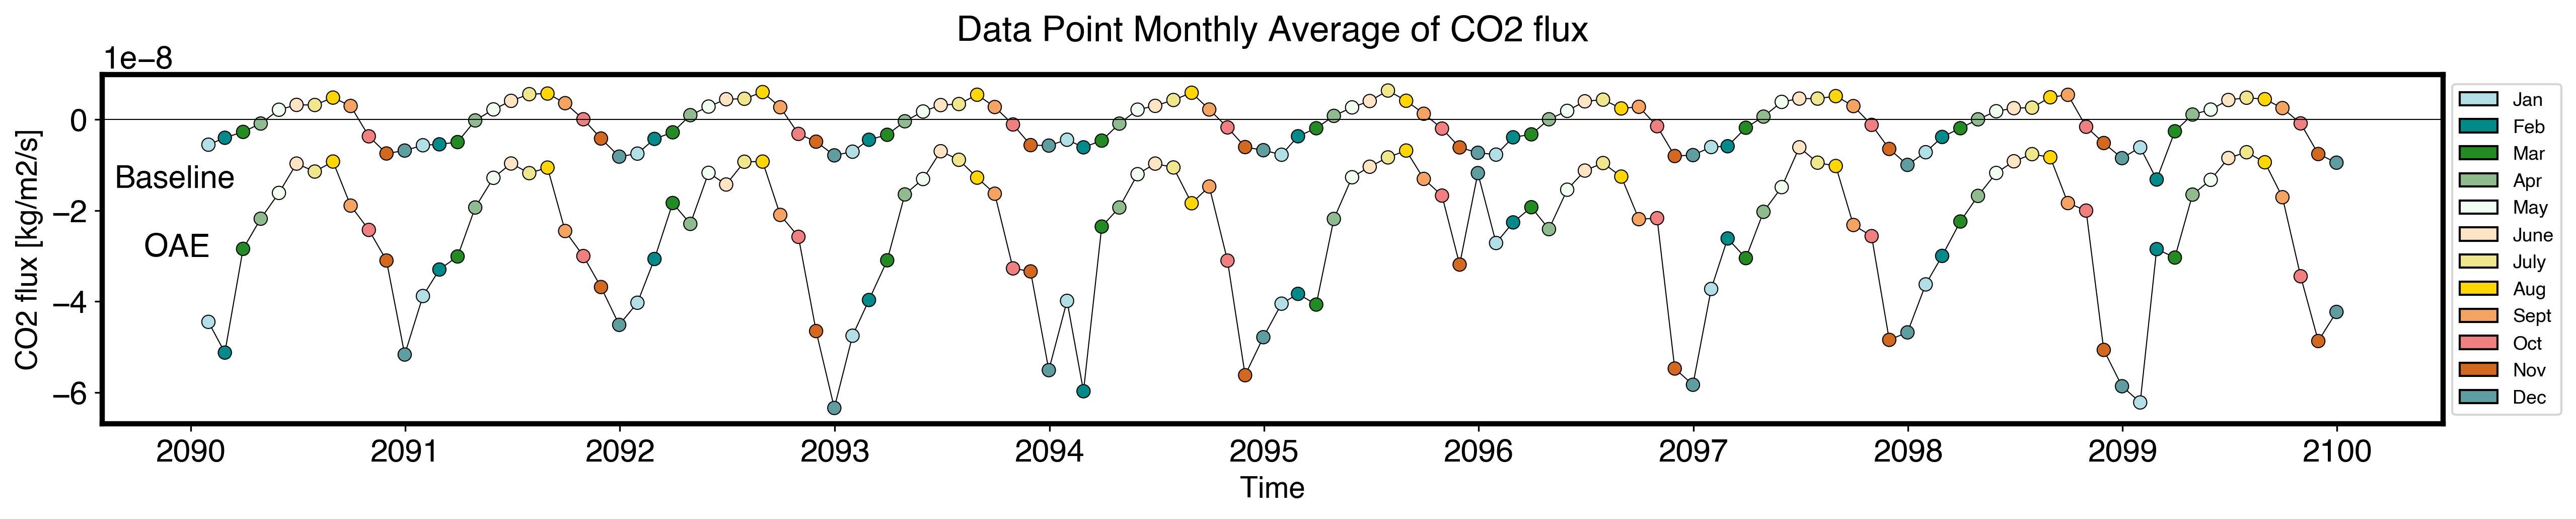 Data Point Monthly Average of CO2 flux
1e−8
0
−2
−4
−6
CO2 flux [kg/m2/s]
Baseline
OAE
2090 2091 2092 2093 2094 2095 2096 2097 2098 2099 2100
Time
Jan
Feb
Mar
Apr
May
June
July
Aug
Sept
Oct
Nov
Dec